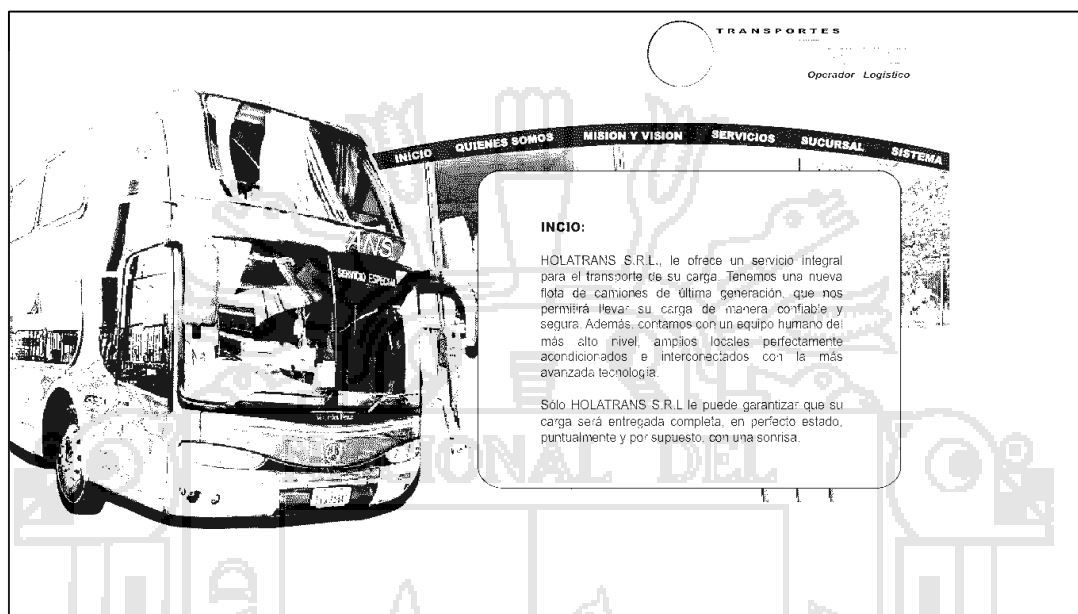 TRANSPORTES
Operador Logístico
INICIO QUIENES SOMOS MISION Y VISION SERVICIOS SUCURSAL SISTEMA
ANS
SERVICIO ESPECIAL
INCIO:
HOLATRANS S.R.L., le ofrece un servicio integral
para el transporte de su carga. Tenemos una nueva
flota de camiones de última generación, que nos
permitirá llevar su carga de manera confiable y
segura. Además, contamos con un equipo humano del
más alto nivel, amplios locales perfectamente
acondicionados e interconectados con la más
avanzada tecnología.
Sólo HOLATRANS S.R.L le puede garantizar que su
carga será entregada completa, en perfecto estado,
puntualmente y por supuesto, con una sonrisa.
IONAL DEL